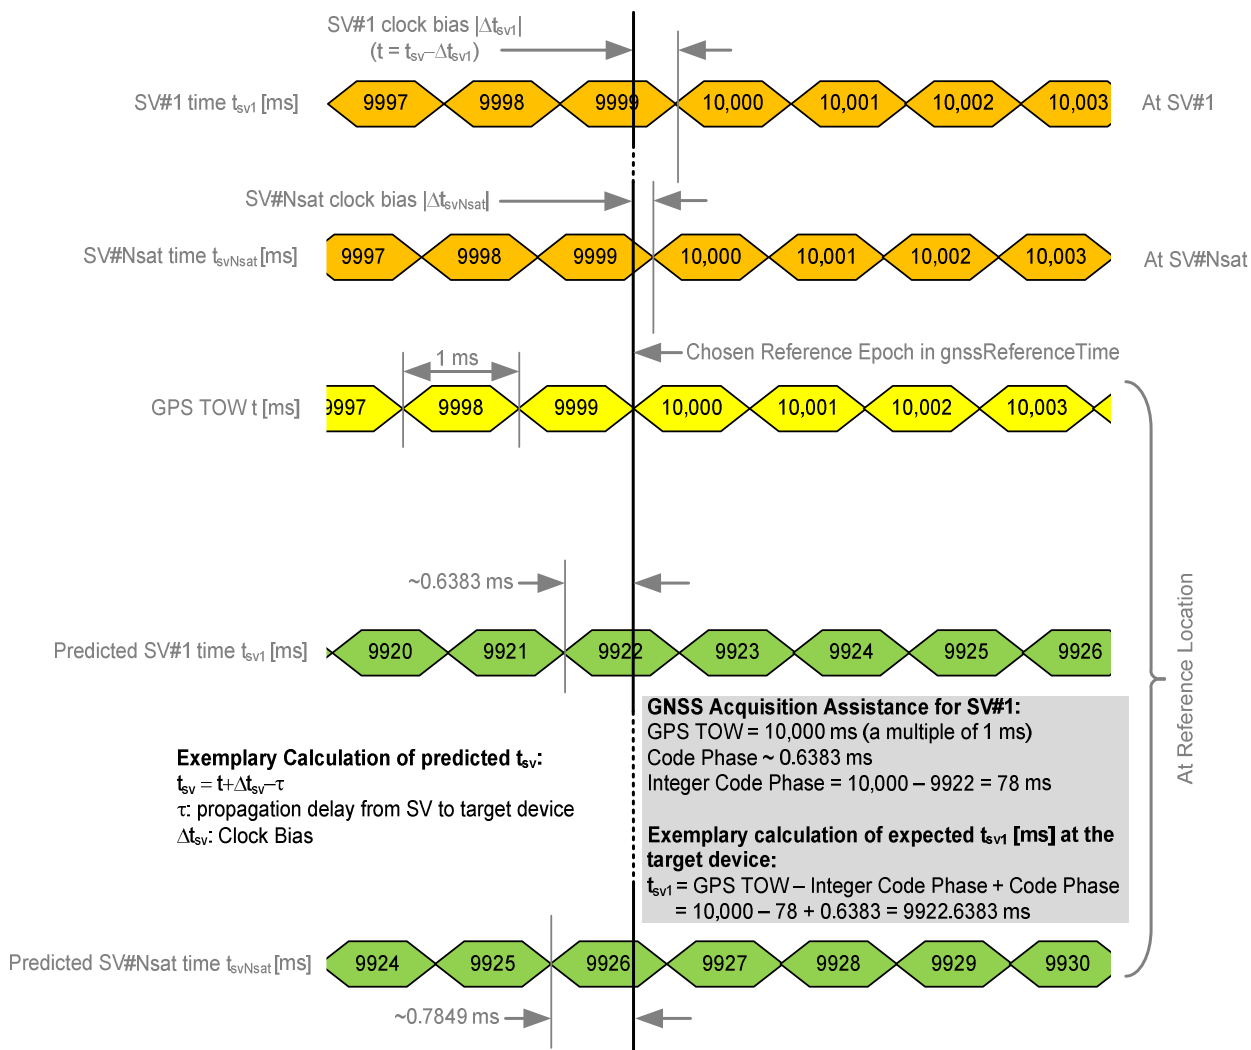 SV#1 clock bias |Δtsv1|
(t = tsv–Δtsv1)
SV#1 time tsv1 [ms]
9997 9998 9999 10,000 10,001 10,002 10,003
At SV#1
SV#Nsat clock bias |ΔtsvNsat|
SV#Nsat time tsvNsat [ms]
9997 9998 9999 10,000 10,001 10,002 10,003
At SV#Nsat
Chosen Reference Epoch in gnssReferenceTime
1 ms
GPS TOW t [ms]
9997 9998 9999 10,000 10,001 10,002 10,003
~0.6383 ms
Predicted SV#1 time tsv1 [ms]
9920 9921 9922 9923 9924 9925 9926
At Reference Location
GNSS Acquisition Assistance for SV#1:
GPS TOW = 10,000 ms (a multiple of 1 ms)
Code Phase ~ 0.6383 ms
Integer Code Phase = 10,000 – 9922 = 78 ms
Exemplary calculation of expected tsv1 [ms] at the
target device:
tsv1 = GPS TOW – Integer Code Phase + Code Phase
= 10,000 – 78 + 0.6383 = 9922.6383 ms
Exemplary Calculation of predicted tsv:
tsv = t+Δtsv–τ
τ: propagation delay from SV to target device
Δtsv: Clock Bias
Predicted SV#Nsat time tsvNsat [ms]
9924 9925 9926 9927 9928 9929 9930
~0.7849 ms